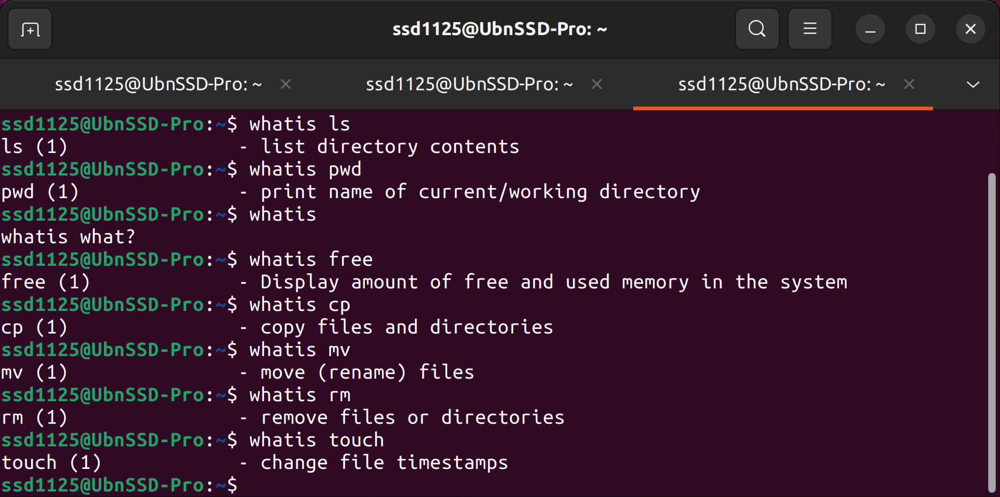 ssd1125@UbnSSD-Pro: ~
ssd1125@UbnSSD-Pro: ~ ssd1125@UbnSSD-Pro: ~ ssd1125@UbnSSD-Pro: ~
ssd1125@UbnSSD-Pro:~$ whatis ls
ls (1)               - list directory contents
ssd1125@UbnSSD-Pro:~$ whatis pwd
pwd (1)              - print name of current/working directory
ssd1125@UbnSSD-Pro:~$ whatis
whatis what?
ssd1125@UbnSSD-Pro:~$ whatis free
free (1)             - Display amount of free and used memory in the system
ssd1125@UbnSSD-Pro:~$ whatis cp
cp (1)               - copy files and directories
ssd1125@UbnSSD-Pro:~$ whatis mv
mv (1)               - move (rename) files
ssd1125@UbnSSD-Pro:~$ whatis rm
rm (1)               - remove files or directories
ssd1125@UbnSSD-Pro:~$ whatis touch
touch (1)            - change file timestamps
ssd1125@UbnSSD-Pro:~$